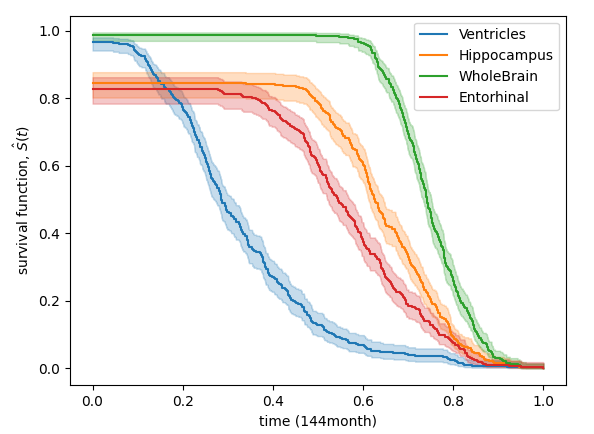 1.0
0.8
0.6
0.4
0.2
0.0
survival function, Ŝ(t)
Ventricles
Hippocampus
WholeBrain
Entorhinal
0.0 0.2 0.4 0.6 0.8 1.0
time (144month)